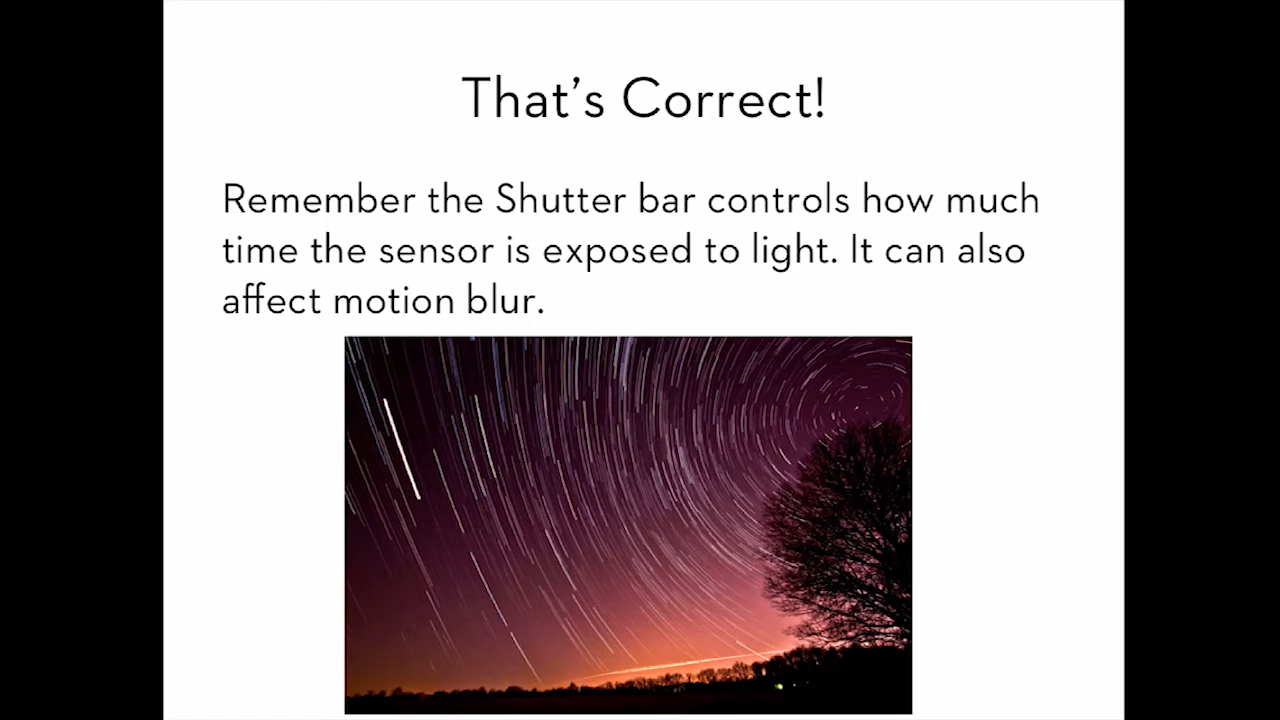 That’s Correct!
Remember the Shutter bar controls how much
time the sensor is exposed to light. It can also
affect motion blur.